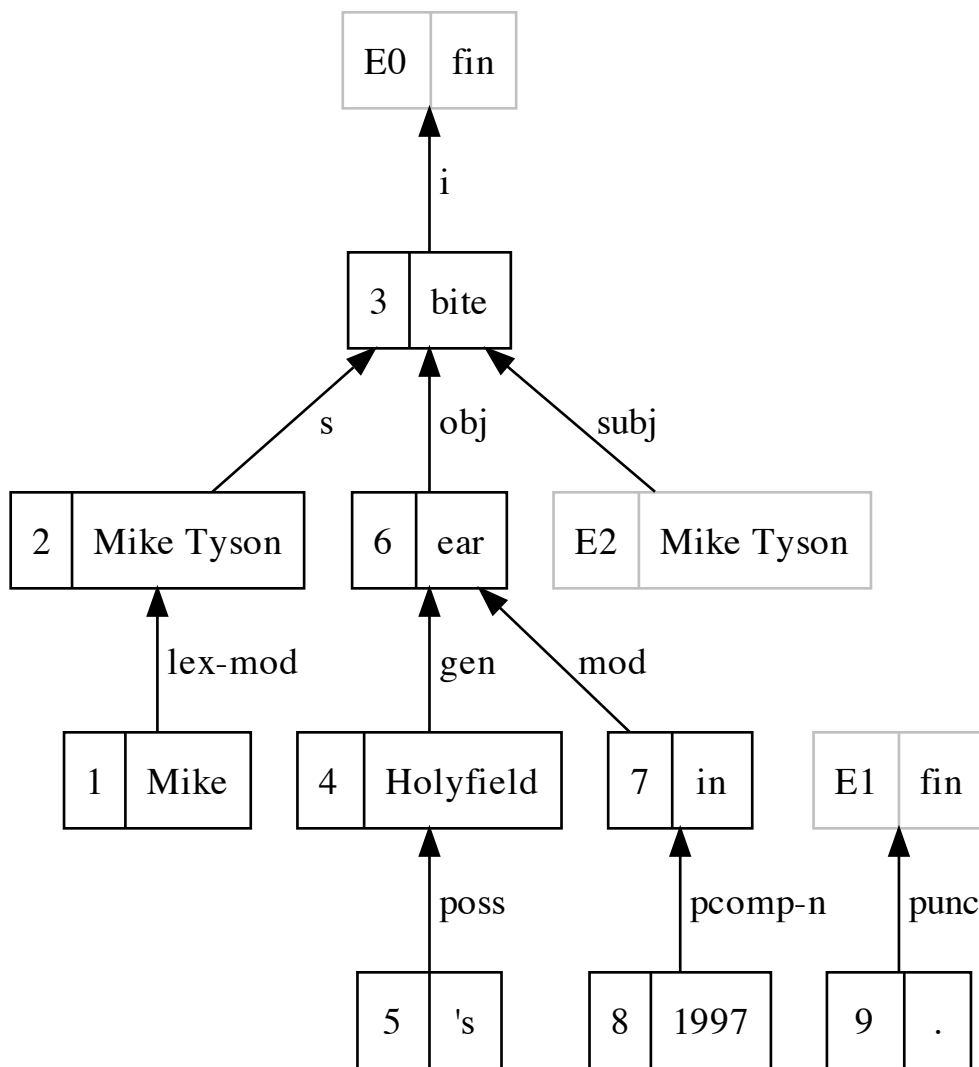 E0 fin
i
3 bite
s obj subj
2 Mike Tyson 6 ear E2 Mike Tyson
lex-mod gen mod
1 Mike 4 Holyfield 7 in E1 fin
poss pcomp-n punc
5 's 8 1997 9 .